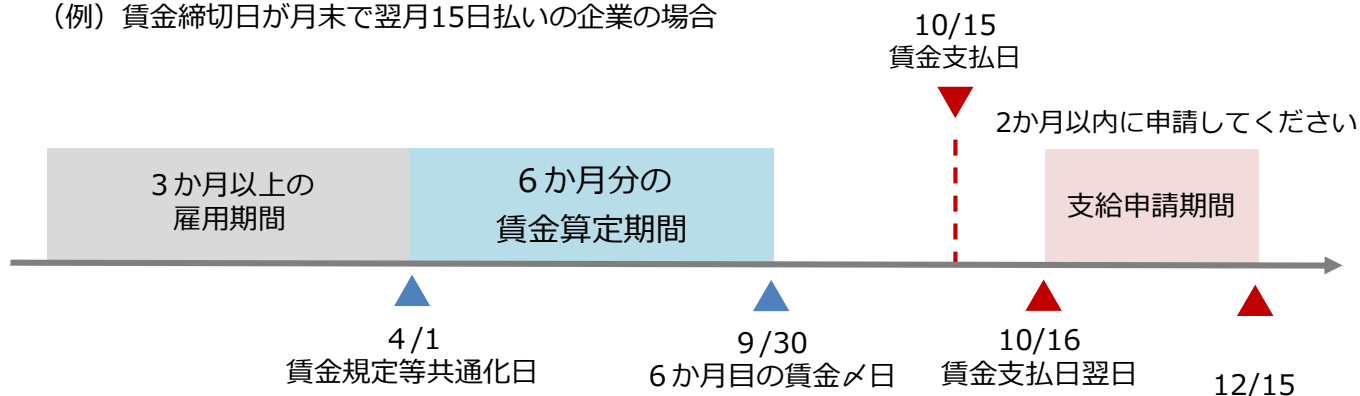 （例）賃金締切日が月末で翌月15日払いの企業の場合
10/15
賃金支払日
2か月以内に申請してください
３か月以上の
雇用期間
６か月分の
賃金算定期間
支給申請期間
４/1
賃金規定等共通化日
９/30
６か月目の賃金〆日
10/16
賃金支払日翌日
12/15